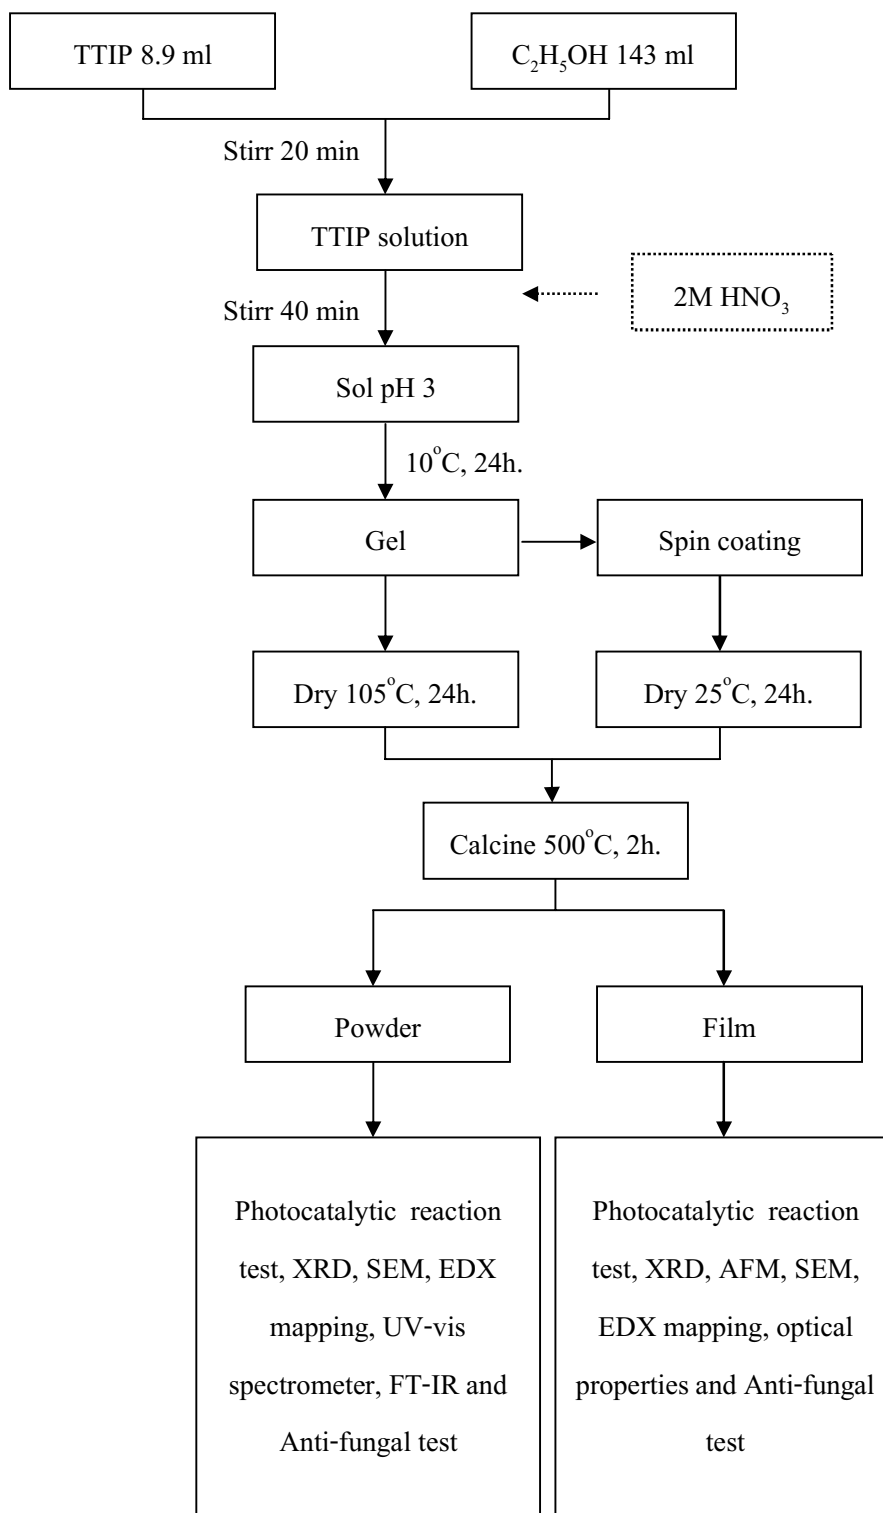 TTIP 8.9 ml
C₂H₅OH 143 ml
Stirr 20 min
TTIP solution
2M HNO₃
Stirr 40 min
Sol pH 3
10°C, 24h.
Gel
Spin coating
Dry 105°C, 24h.
Dry 25°C, 24h.
Calcine 500°C, 2h.
Powder
Film
Photocatalytic reaction
test, XRD, SEM, EDX
mapping, UV-vis
spectrometer, FT-IR and
Anti-fungal test
Photocatalytic reaction
test, XRD, AFM, SEM,
EDX mapping, optical
properties and Anti-fungal
test